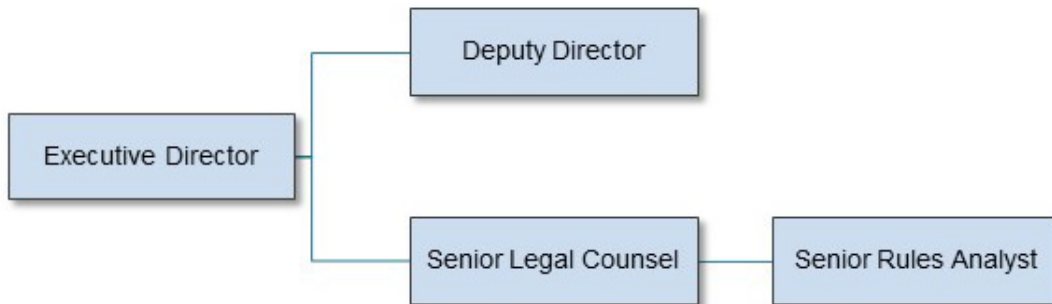 Deputy Director
Executive Director
Senior Legal Counsel
Senior Rules Analyst